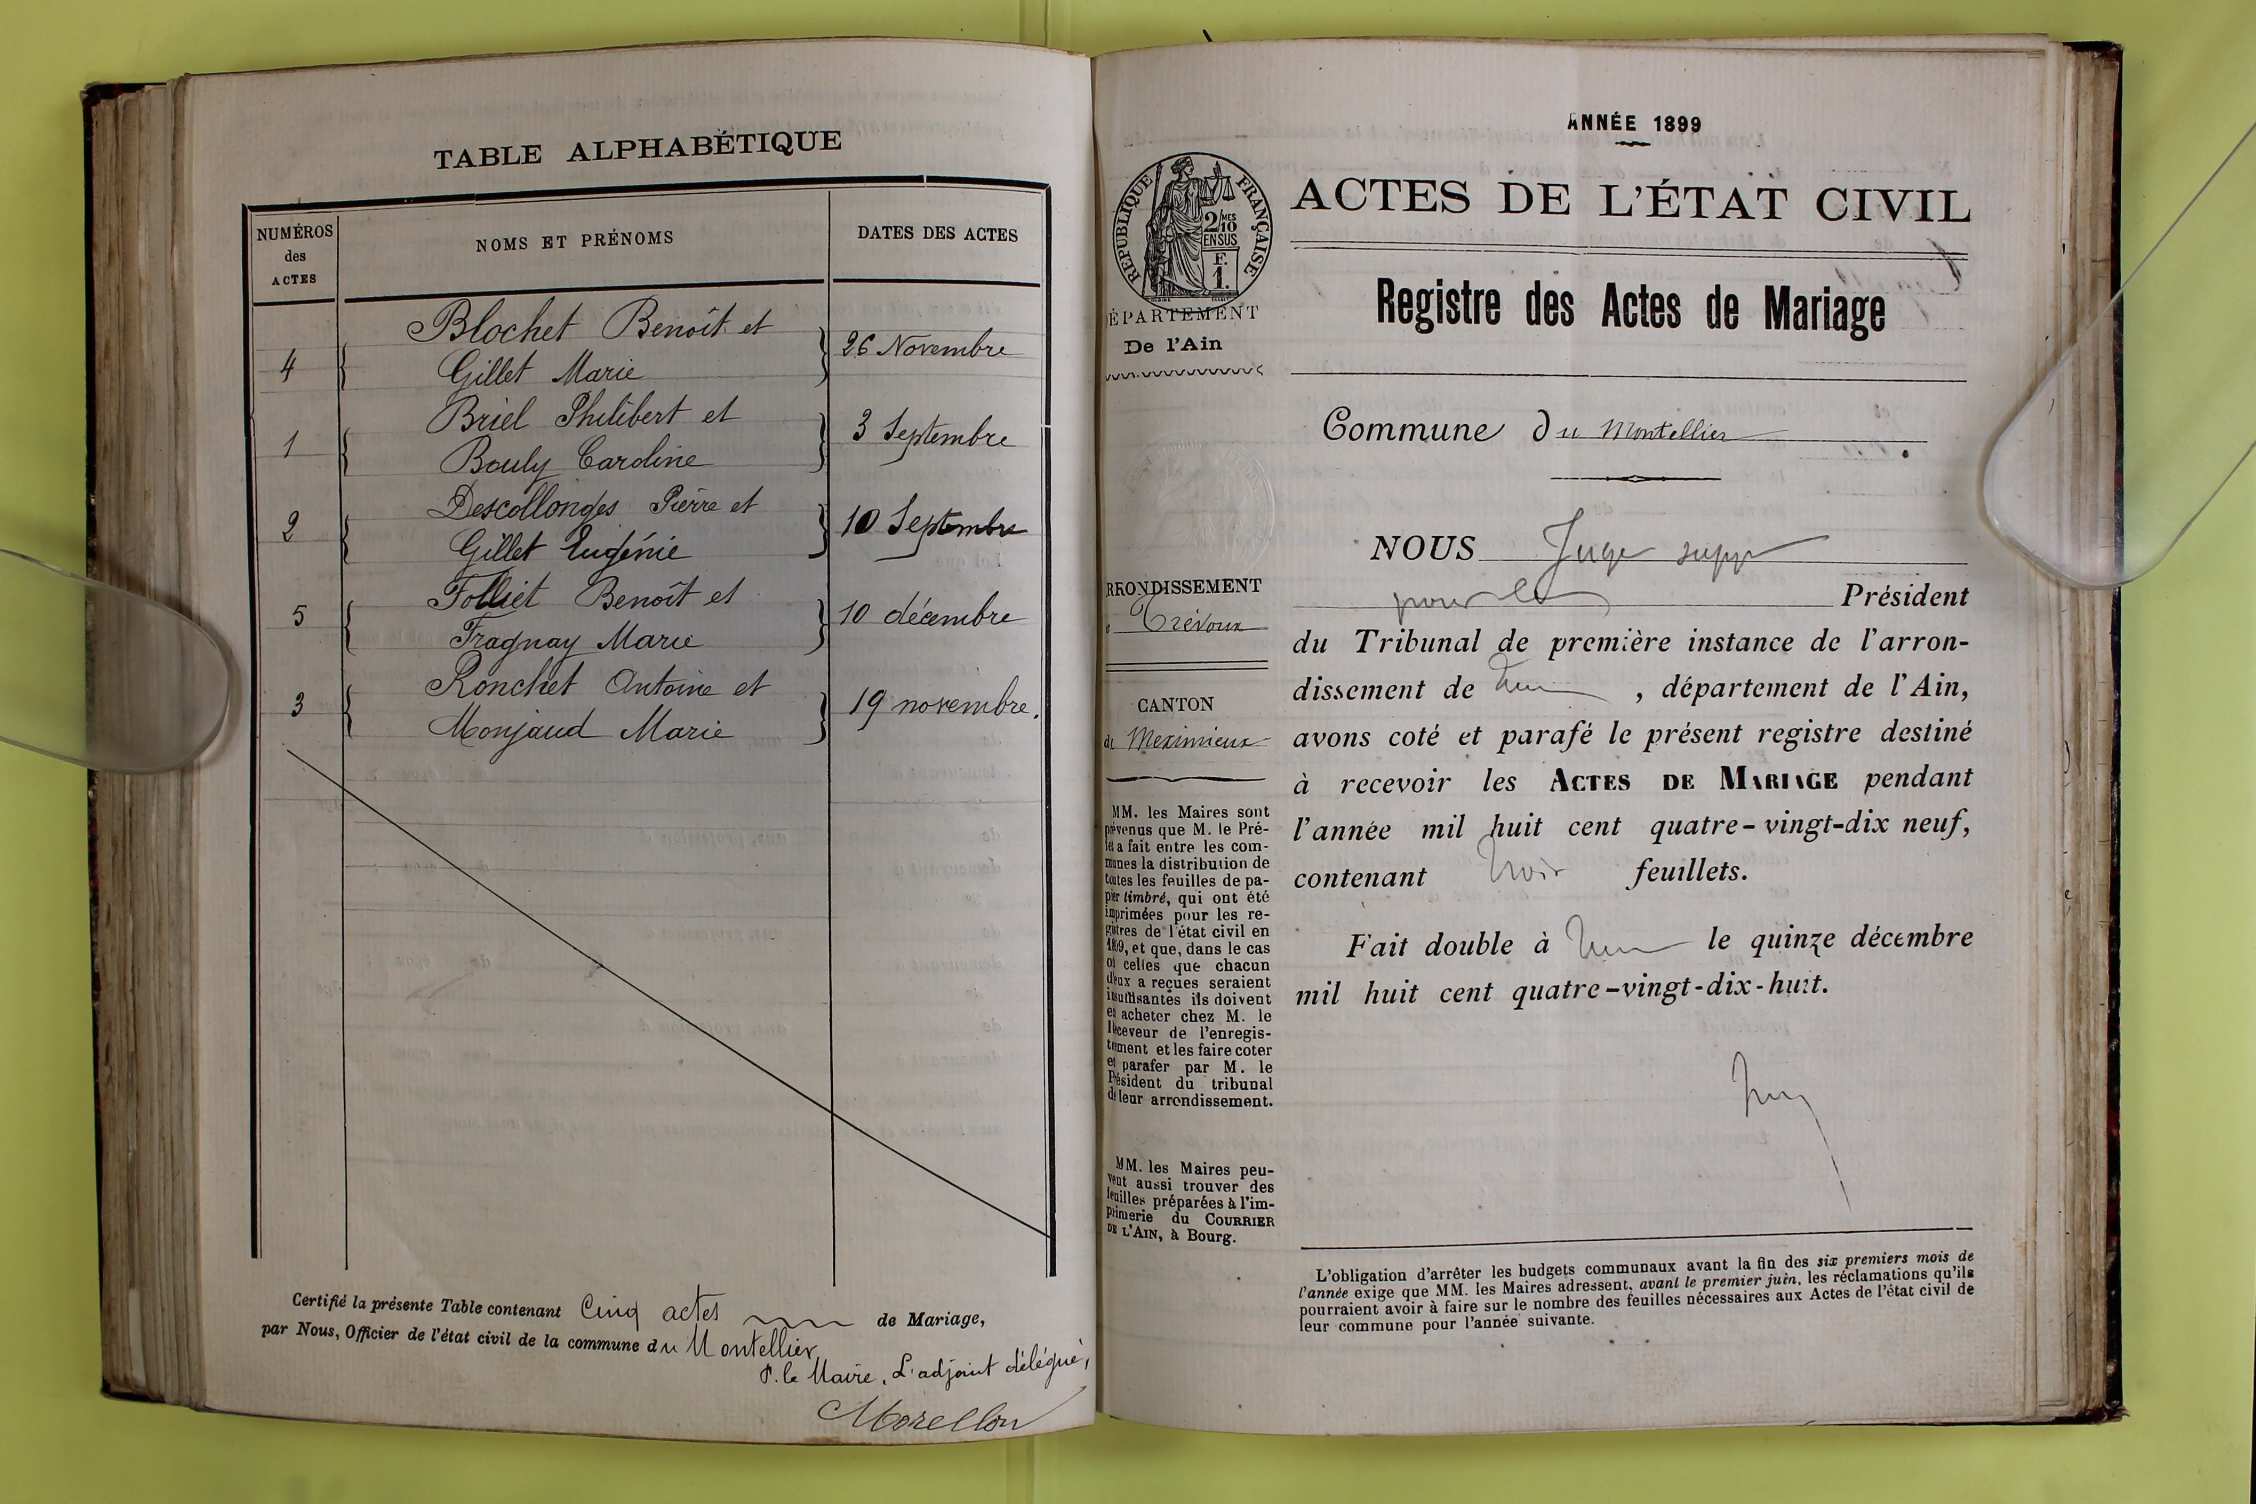 TABLE ALPHABÉTIQUE
NUMÉROS des ACTES
NOMS ET PRÉNOMS
DATES DES ACTES
4
Blochet Benoît et
Gillet Marie
26 Novembre
1
Briel Philibert et
Bouly Caroline
3 Septembre
2
Descollonges Pierre et
Gillet Eugénie
10 Septembre
5
Folliet Benoît et
Fragnay Marie
10 décembre
3
Ronchet Antoine et
Monjaud Marie
19 novembre.
Certifié la présente Table contenant Cinq actes de Mariage,
par Nous, Officier de l'état civil de la commune du Montellier,
P. le Maire, L'adjoint délégué,
Morellon
ANNÉE 1899
RÉPUBLIQUE FRANÇAISE
2/10 MES
EN SUS
F.
1.
ÉPARTEMENT
De l'Ain
RRONDISSEMENT
Trévoux
CANTON
de Meximieux
MM. les Maires sont
prévenus que M. le Pré-
fet a fait entre les com-
munes la distribution de
toutes les feuilles de pa-
pier timbré, qui ont été
imprimées pour les re-
gistres de l'état civil en
1899, et que, dans le cas
où celles que chacun
d'eux a reçues seraient
insuffisantes ils doivent
en acheter chez M. le
Receveur de l'enregis-
trement et les faire coter
et parafer par M. le
Président du tribunal
de leur arrondissement.
MM. les Maires peu-
vent aussi trouver des
feuilles préparées à l'im-
primerie du COURRIER
DE L'AIN, à Bourg.
ACTES DE L'ÉTAT CIVIL
Registre des Actes de Mariage
Commune du Montellier
NOUS Juge supp
pour le Président
du Tribunal de première instance de l'arron-
dissement de , département de l'Ain,
avons coté et parafé le présent registre destiné
à recevoir les ACTES DE MARIAGE pendant
l'année mil huit cent quatre-vingt-dix neuf,
contenant trois feuillets.
Fait double à le quinze décembre
mil huit cent quatre-vingt-dix-huit.
L'obligation d'arrêter les budgets communaux avant la fin des six premiers mois de
l'année exige que MM. les Maires adressent, avant le premier juin, les réclamations qu'ils
pourraient avoir à faire sur le nombre des feuilles nécessaires aux Actes de l'état civil de
leur commune pour l'année suivante.